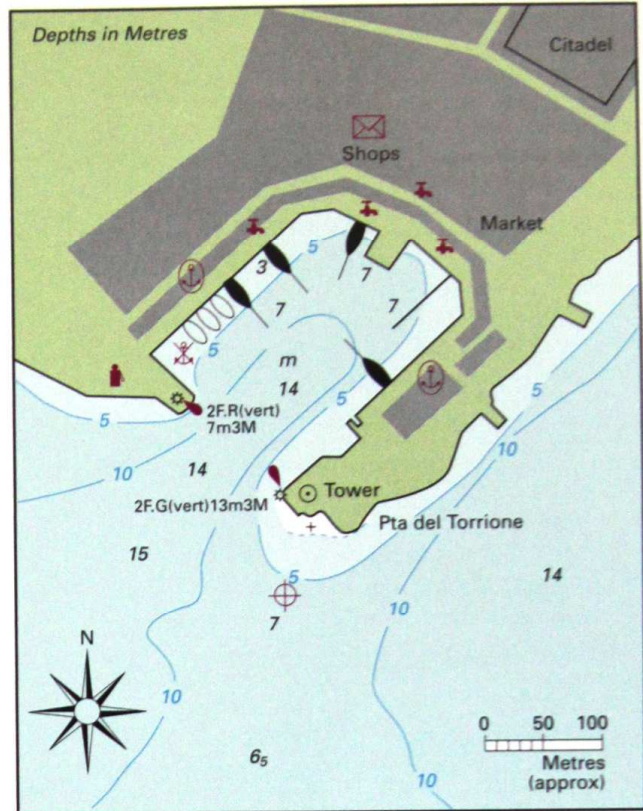 Depths in Metres
Citadel
Shops
Market
5
3
7
7
7
5
m
14
5
2F.R(vert)
7m3M
5
10
10
14
Tower
2F.G(vert)13m3M
Pta del Torrione
15
5
14
7
10
N
10
0 50 100
Metres
(approx)
6₅
10